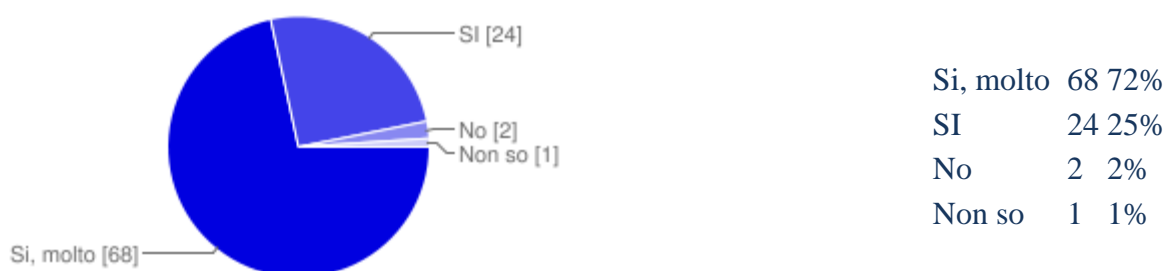 SI [24]
No [2]
Non so [1]
Si, molto [68]
Si, molto 68 72%
SI 24 25%
No 2 2%
Non so 1 1%